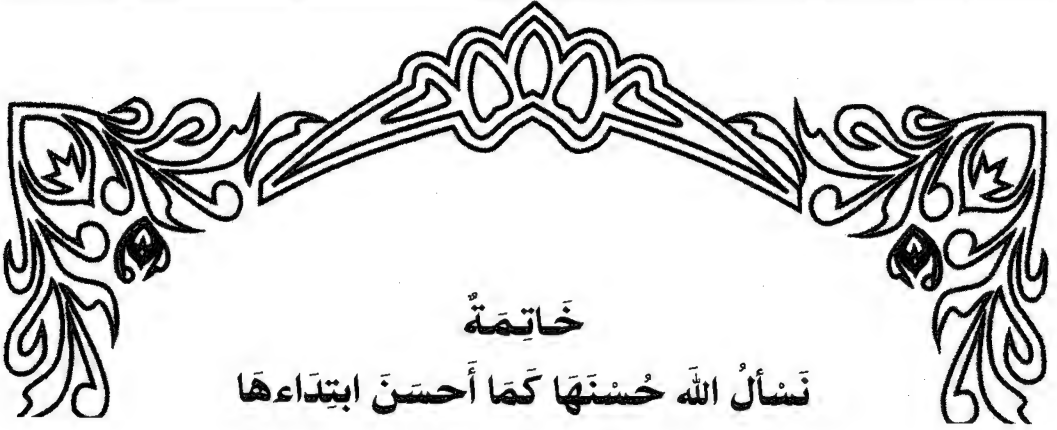 خَاتِمَةٌ
نَسْأَلُ اللهَ حُسْنَهَا كَمَا أَحسَنَ ابتِدَاءهَا